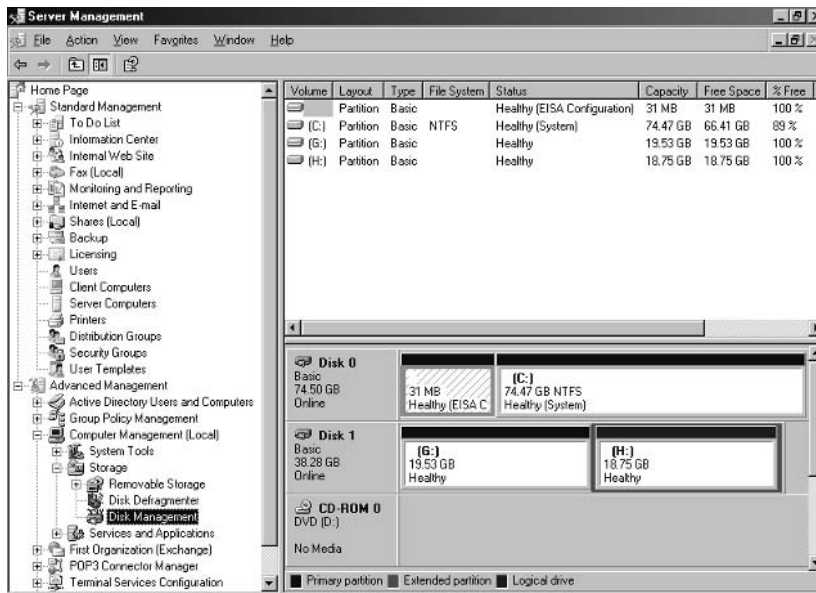 Server Management
File Action View Favorites Window Help
Home Page
Standard Management
To Do List
Information Center
Internal Web Site
Fax (Local)
Monitoring and Reporting
Internet and E-mail
Shares (Local)
Backup
Licensing
Users
Client Computers
Server Computers
Printers
Distribution Groups
Security Groups
User Templates
Advanced Management
Active Directory Users and Computers
Group Policy Management
Computer Management (Local)
System Tools
Storage
Removable Storage
Disk Defragmenter
Disk Management
Services and Applications
First Organization (Exchange)
POP3 Connector Manager
Terminal Services Configuration
Volume Layout Type File System Status Capacity Free Space % Free
Partition Basic Healthy (EISA Configuration) 31 MB 31 MB 100 %
(C:) Partition Basic NTFS Healthy (System) 74.47 GB 66.41 GB 89 %
(G:) Partition Basic Healthy 19.53 GB 19.53 GB 100 %
(H:) Partition Basic Healthy 18.75 GB 18.75 GB 100 %
Disk 0
Basic
74.50 GB
Online
31 MB
Healthy (EISA C
(C:)
74.47 GB NTFS
Healthy (System)
Disk 1
Basic
38.28 GB
Online
(G:)
19.53 GB
Healthy
(H:)
18.75 GB
Healthy
CD-ROM 0
DVD (D:)
No Media
Primary partition Extended partition Logical drive